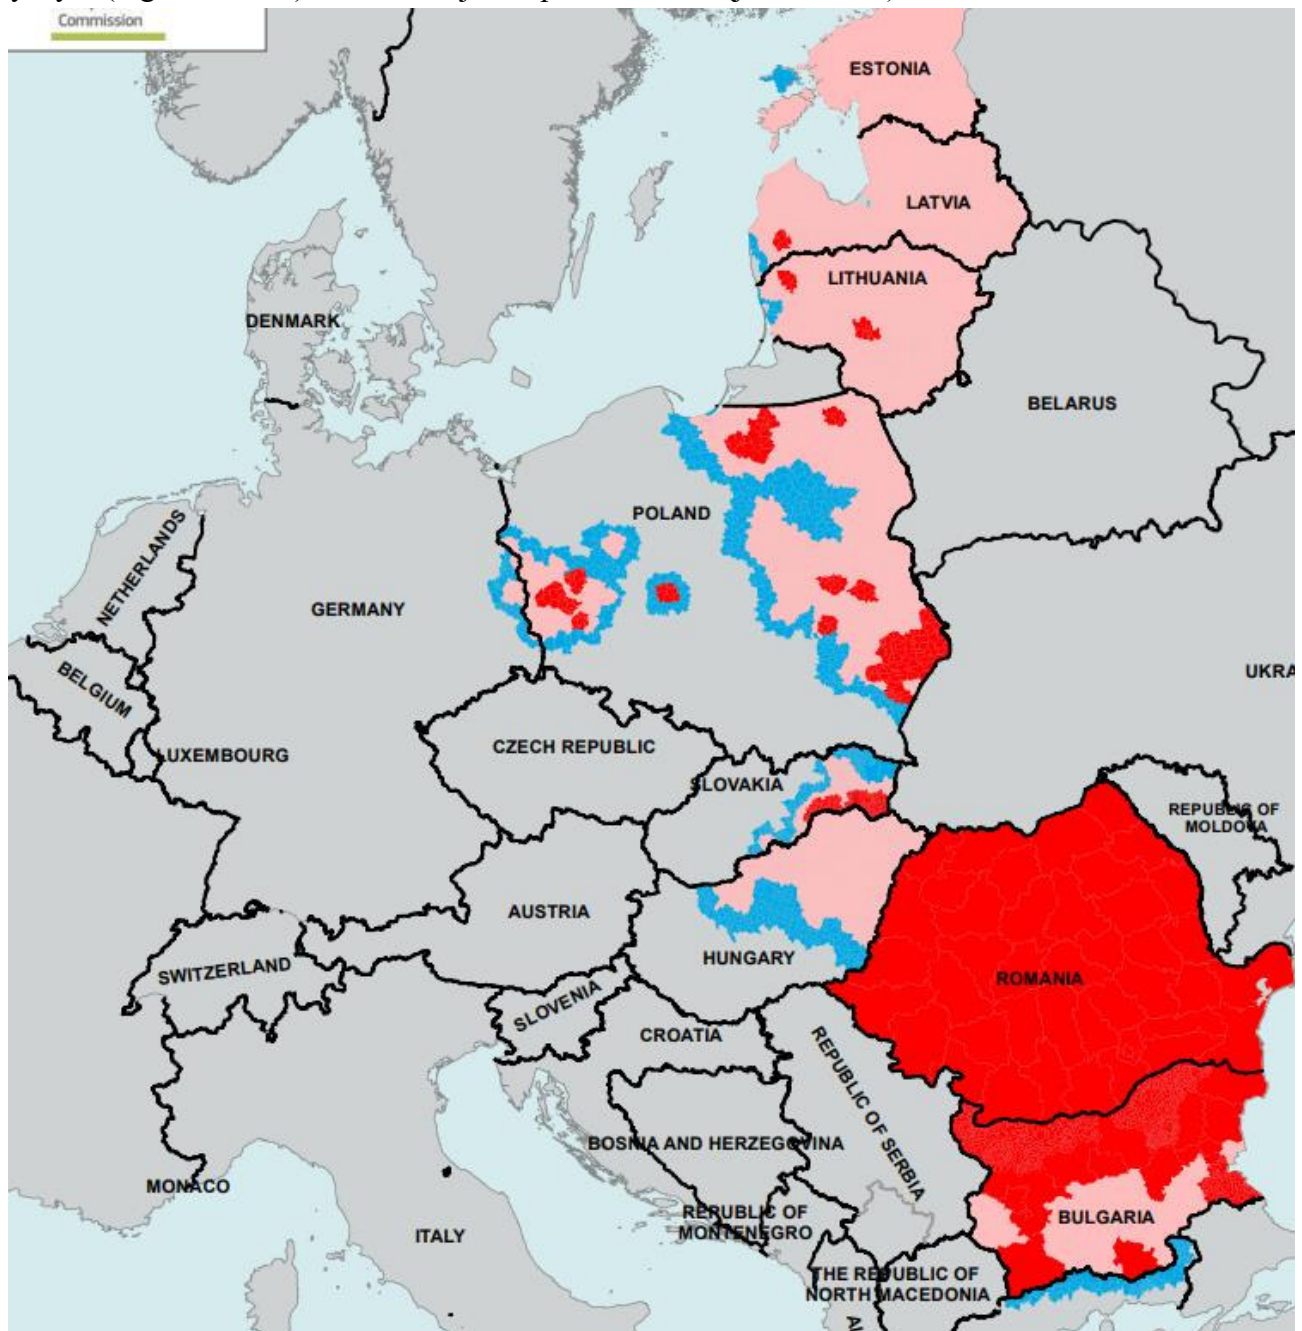 Commission
ESTONIA
LATVIA
LITHUANIA
DENMARK
BELARUS
POLAND
NETHERLANDS
GERMANY
BELGIUM
UKRA
LUXEMBOURG
CZECH REPUBLIC
SLOVAKIA
REPUBLIC OF
MOLDOVA
AUSTRIA
HUNGARY
SWITZERLAND
ROMANIA
SLOVENIA
CROATIA
REPUBLIC OF SERBIA
BOSNIA AND HERZEGOVINA
MONACO
REPUBLIC OF
MONTENEGRO
BULGARIA
ITALY
THE REPUBLIC OF
NORTH MACEDONIA
AL